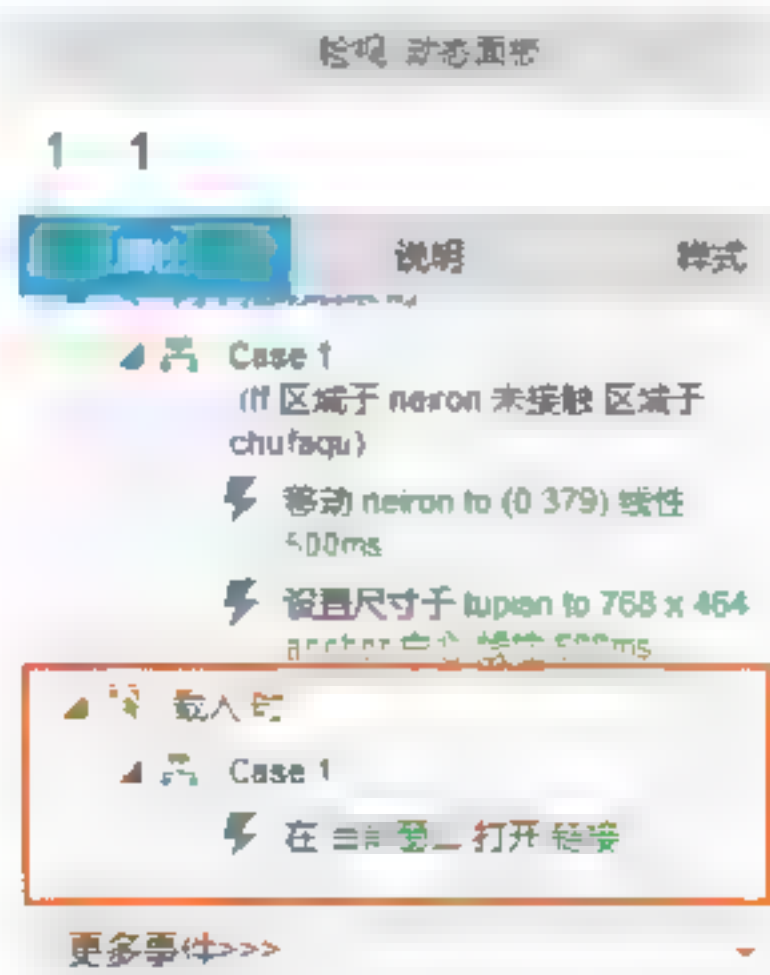 检视: 动态面板
1 1
说明 样式
Case 1
(If 区域于 neiron 未接触 区域于
chufaqu)
移动 neiron to (0 379) 线性
500ms
设置尺寸于 tupian to 768 x 464
载入时
Case 1
打开 链接
更多事件>>>